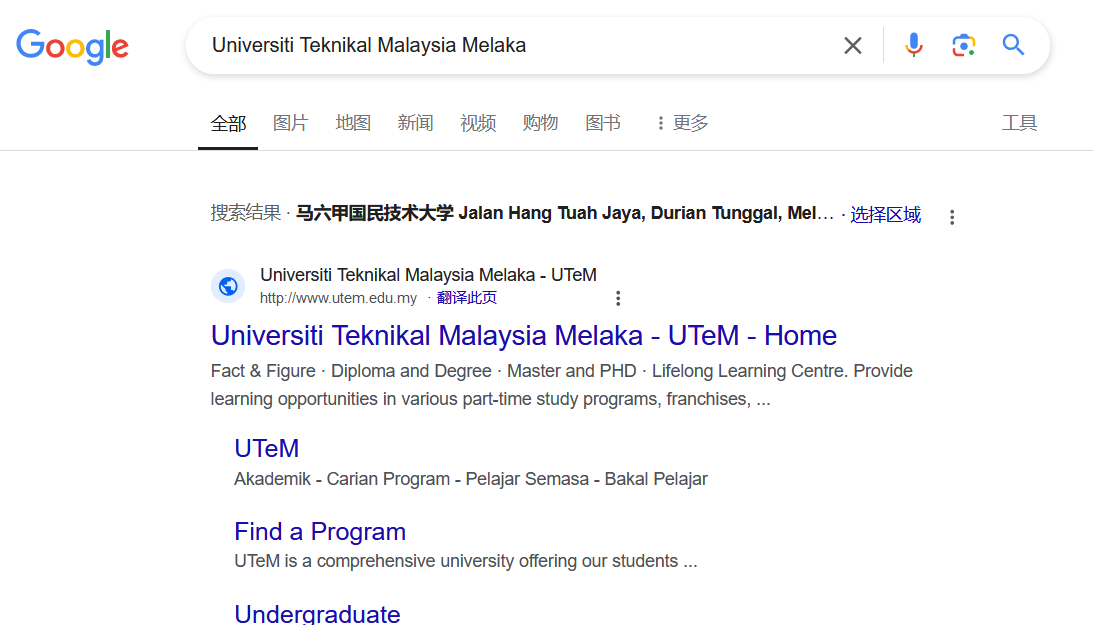 Google
Universiti Teknikal Malaysia Melaka
全部 图片 地图 新闻 视频 购物 图书 更多 工具
搜索结果 · 马六甲国民技术大学 Jalan Hang Tuah Jaya, Durian Tunggal, Mel... · 选择区域
Universiti Teknikal Malaysia Melaka - UTeM
http://www.utem.edu.my · 翻译此页
Universiti Teknikal Malaysia Melaka - UTeM - Home
Fact & Figure · Diploma and Degree · Master and PHD · Lifelong Learning Centre. Provide
learning opportunities in various part-time study programs, franchises, ...
UTeM
Akademik - Carian Program - Pelajar Semasa - Bakal Pelajar
Find a Program
UTeM is a comprehensive university offering our students ...
Undergraduate